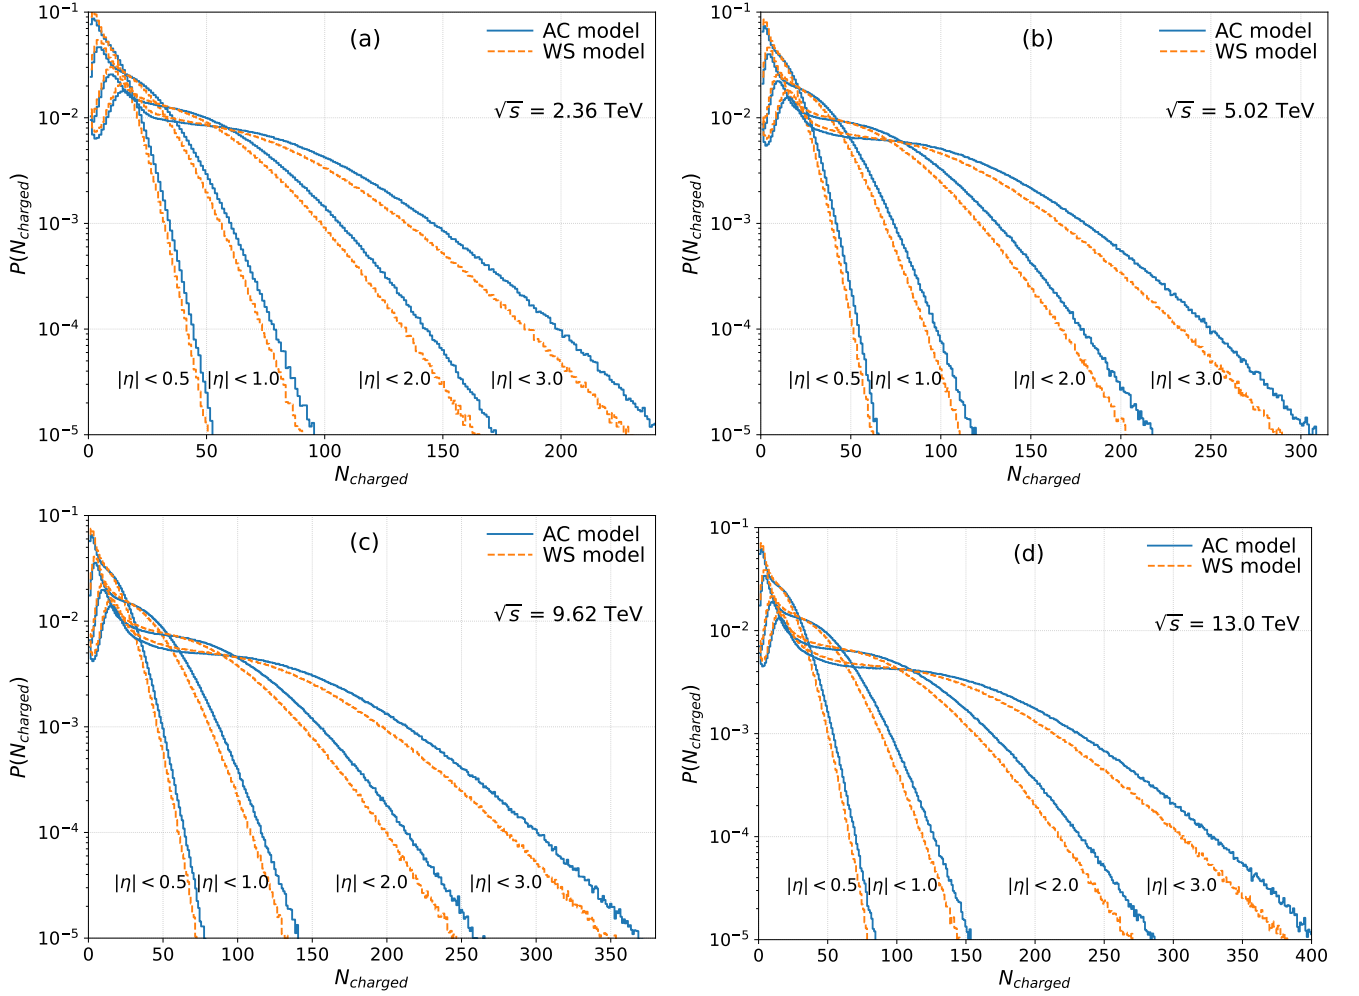 10⁻¹
10⁻²
10⁻³
10⁻⁴
10⁻⁵
P(N_charged)
(a)
AC model
WS model
√s = 2.36 TeV
|η| < 0.5
|η| < 1.0
|η| < 2.0
|η| < 3.0
0 50 100 150 200
N_charged
10⁻¹
10⁻²
10⁻³
10⁻⁴
10⁻⁵
P(N_charged)
(b)
AC model
WS model
√s = 5.02 TeV
|η| < 0.5
|η| < 1.0
|η| < 2.0
|η| < 3.0
0 50 100 150 200 250 300
N_charged
10⁻¹
10⁻²
10⁻³
10⁻⁴
10⁻⁵
P(N_charged)
(c)
AC model
WS model
√s = 9.62 TeV
|η| < 0.5
|η| < 1.0
|η| < 2.0
|η| < 3.0
0 50 100 150 200 250 300 350
N_charged
10⁻¹
10⁻²
10⁻³
10⁻⁴
10⁻⁵
P(N_charged)
(d)
AC model
WS model
√s = 13.0 TeV
|η| < 0.5
|η| < 1.0
|η| < 2.0
|η| < 3.0
0 50 100 150 200 250 300 350 400
N_charged